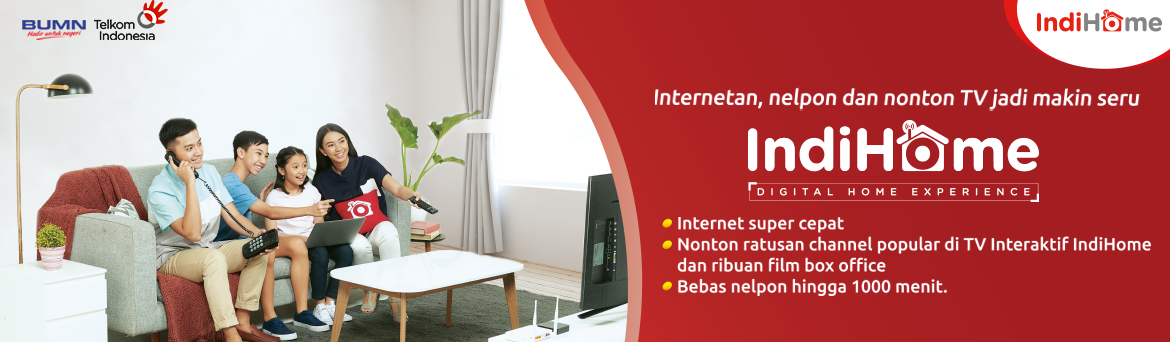 BUMN
Hadir untuk negeri
Telkom
Indonesia
IndiHome
Internetan, nelpon dan nonton TV jadi makin seru
IndiHome
DIGITAL HOME EXPERIENCE
Internet super cepat
Nonton ratusan channel popular di TV Interaktif IndiHome
dan ribuan film box office
Bebas nelpon hingga 1000 menit.